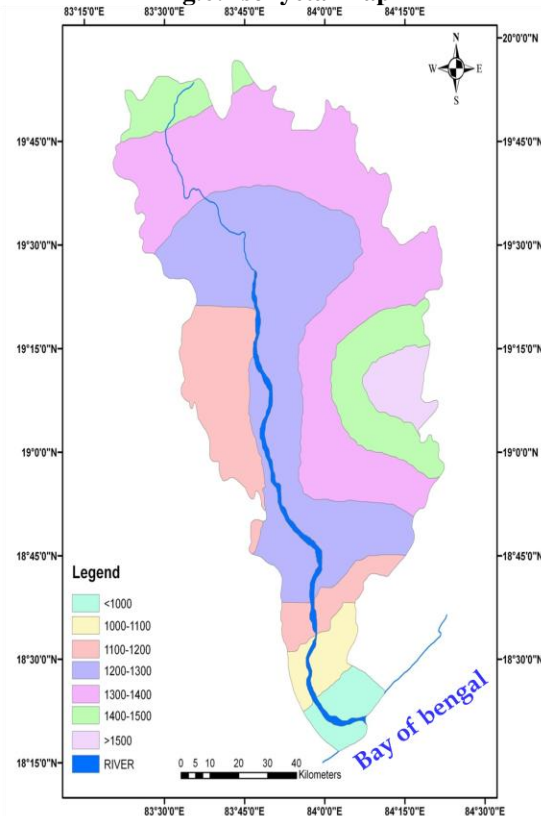 83°15'0"E 83°30'0"E 83°45'0"E 84°0'0"E 84°15'0"E
20°0'0"N
N
W E
S
19°45'0"N 19°45'0"N
19°30'0"N 19°30'0"N
19°15'0"N 19°15'0"N
19°0'0"N 19°0'0"N
18°45'0"N 18°45'0"N
Legend
<1000
1000-1100
1100-1200
1200-1300
1300-1400
1400-1500
>1500
RIVER
18°30'0"N 18°30'0"N
Bay of bengal
18°15'0"N 18°15'0"N
0 5 10 20 30 40
Kilometers
83°30'0"E 83°45'0"E 84°0'0"E 84°15'0"E 84°30'0"E